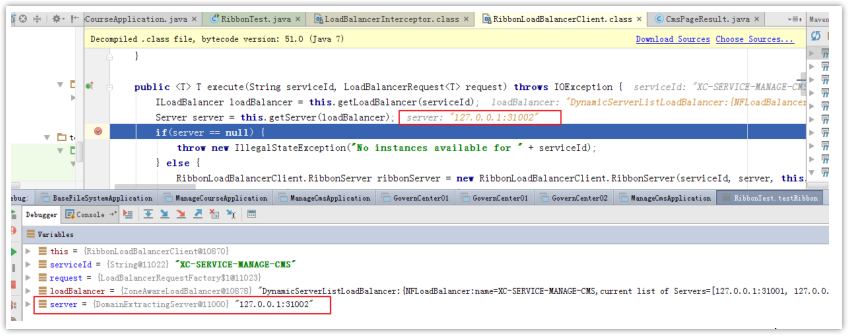 CourseApplication.java RibbonTest.java LoadBalancerInterceptor.class RibbonLoadBalancerClient.class CmsPageResult.java Maven
Decompiled .class file, bytecode version: 51.0 (Java 7) Download Sources Choose Sources...
}
public <T> T execute(String serviceId, LoadBalancerRequest<T> request) throws IOException { serviceId: "XC-SERVICE-MANAGE-CM
ILoadBalancer loadBalancer = this.getLoadBalancer(serviceId); loadBalancer: "DynamicServerListLoadBalancer:{NFLoadBalancer
Server server = this.getServer(loadBalancer); server: "127.0.0.1:31002"
if(server == null) {
throw new IllegalStateException("No instances available for " + serviceId);
} else {
RibbonLoadBalancerClient.RibbonServer ribbonServer = new RibbonLoadBalancerClient.RibbonServer(serviceId, server, this.
bug: BaseFileSystemApplication ManageCourseApplication ManageCmsApplication GovernCenter01 GovernCenter01 GovernCenter02 ManageCmsApplication RibbonTest.testRibbon
Debugger Console
Variables
this = {RibbonLoadBalancerClient@10870}
serviceId = {String@11022} "XC-SERVICE-MANAGE-CMS"
request = {LoadBalancerRequestFactory$1@11023}
loadBalancer = {ZoneAwareLoadBalancer@10878} "DynamicServerListLoadBalancer:{NFLoadBalancer:name=XC-SERVICE-MANAGE-CMS,current list of Servers=[127.0.0.1:31001, 127.0.
server = {DomainExtractingServer@11000} "127.0.0.1:31002"